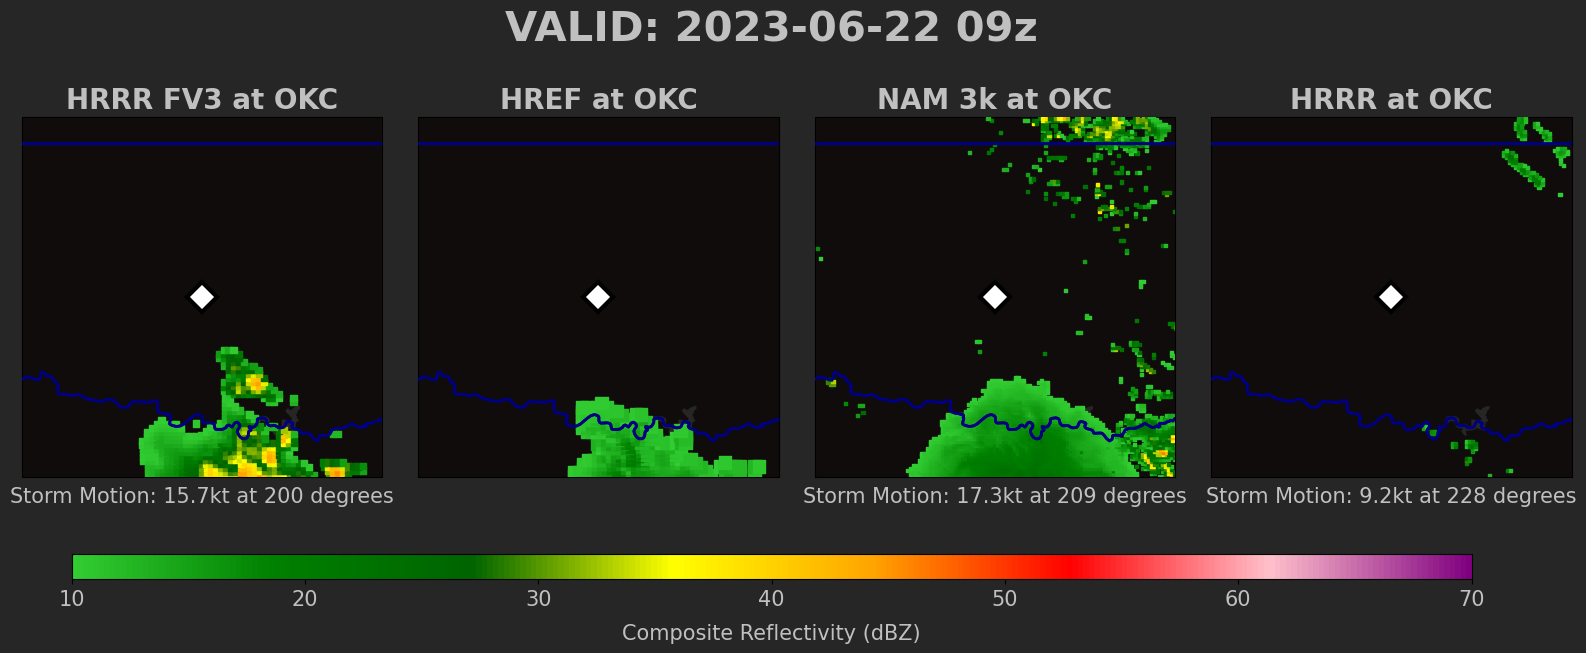 VALID: 2023-06-22 09z
HRRR FV3 at OKC
HREF at OKC
NAM 3k at OKC
HRRR at OKC
Storm Motion: 15.7kt at 200 degrees
Storm Motion: 17.3kt at 209 degrees
Storm Motion: 9.2kt at 228 degrees
10 20 30 40 50 60 70
Composite Reflectivity (dBZ)